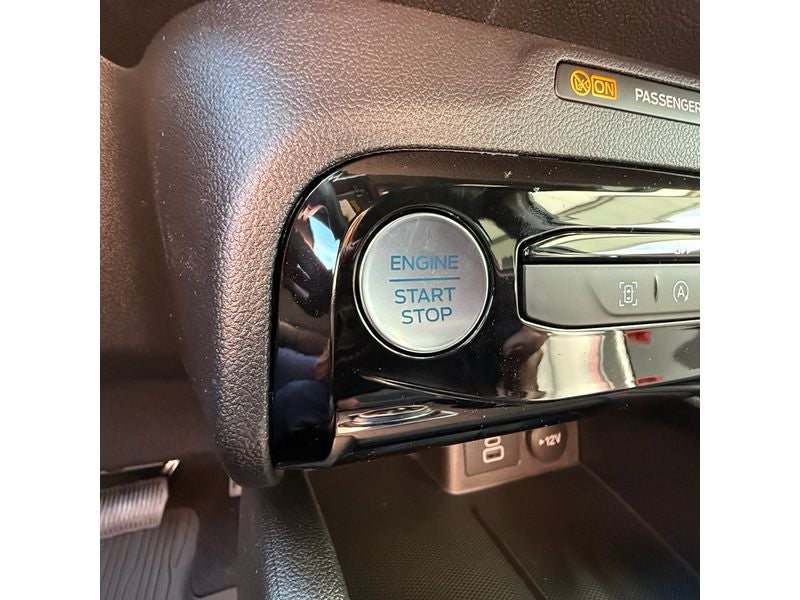 ON PASSENGER
ENGINE
START
STOP
A
12V